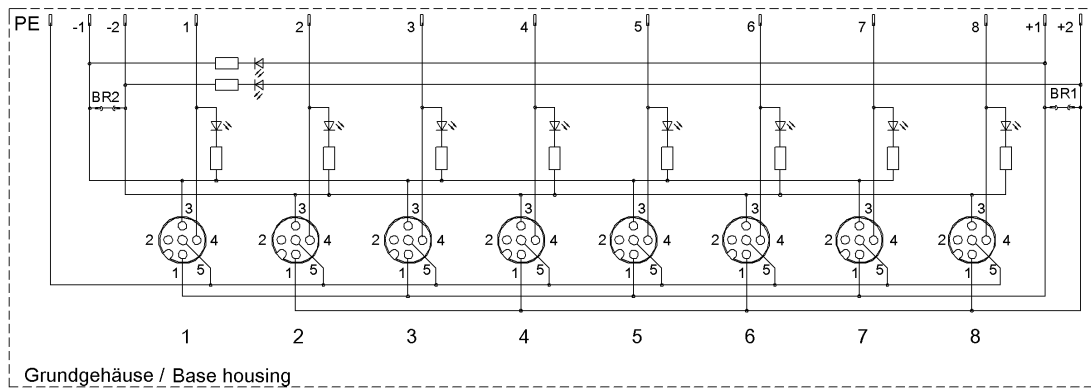 PE -1 -2 1 2 3 4 5 6 7 8 +1 +2
BR2 BR1
3 3 3 3 3 3 3 3
2 4 2 4 2 4 2 4 2 4 2 4 2 4 2 4
1 5 1 5 1 5 1 5 1 5 1 5 1 5 1 5
1 2 3 4 5 6 7 8
Grundgehäuse / Base housing